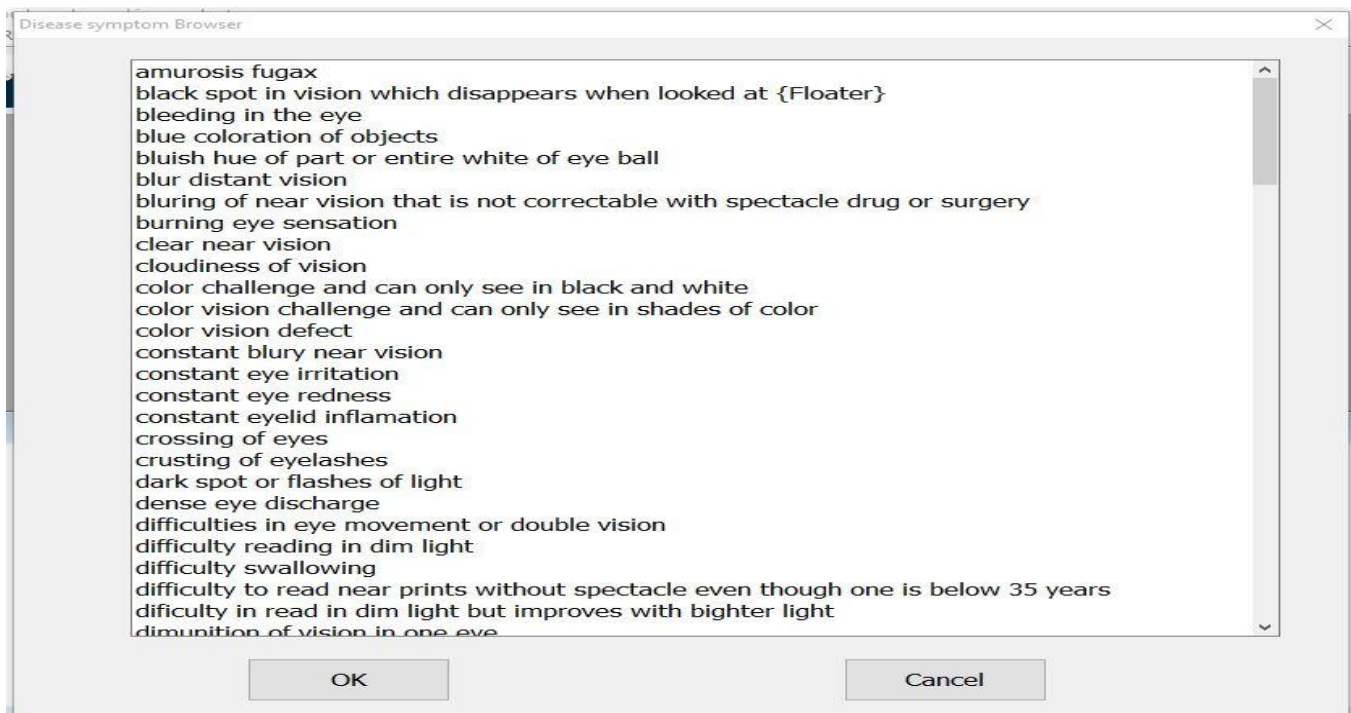 Disease symptom Browser
amurosis fugax
black spot in vision which disappears when looked at {Floater}
bleeding in the eye
blue coloration of objects
bluish hue of part or entire white of eye ball
blur distant vision
bluring of near vision that is not correctable with spectacle drug or surgery
burning eye sensation
clear near vision
cloudiness of vision
color challenge and can only see in black and white
color vision challenge and can only see in shades of color
color vision defect
constant blury near vision
constant eye irritation
constant eye redness
constant eyelid inflamation
crossing of eyes
crusting of eyelashes
dark spot or flashes of light
dense eye discharge
difficulties in eye movement or double vision
difficulty reading in dim light
difficulty swallowing
difficulty to read near prints without spectacle even though one is below 35 years
dificulty in read in dim light but improves with bighter light
dimunition of vision in one eye
OK
Cancel